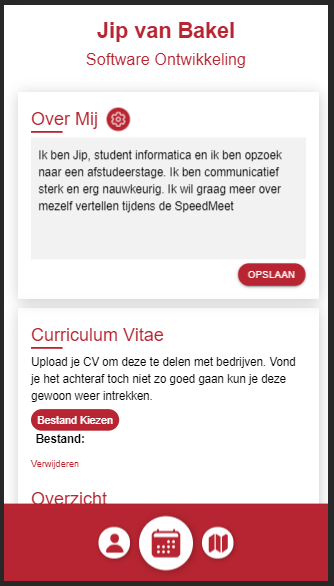 Jip van Bakel
Software Ontwikkeling
Over Mij
Ik ben Jip, student informatica en ik ben opzoek
naar een afstudeerstage. Ik ben communicatief
sterk en erg nauwkeurig. Ik wil graag meer over
mezelf vertellen tijdens de SpeedMeet
OPSLAAN
Curriculum Vitae
Upload je CV om deze te delen met bedrijven. Vond
je het achteraf toch niet zo goed gaan kun je deze
gewoon weer intrekken.
Bestand Kiezen
Bestand:
Verwijderen
Overzicht